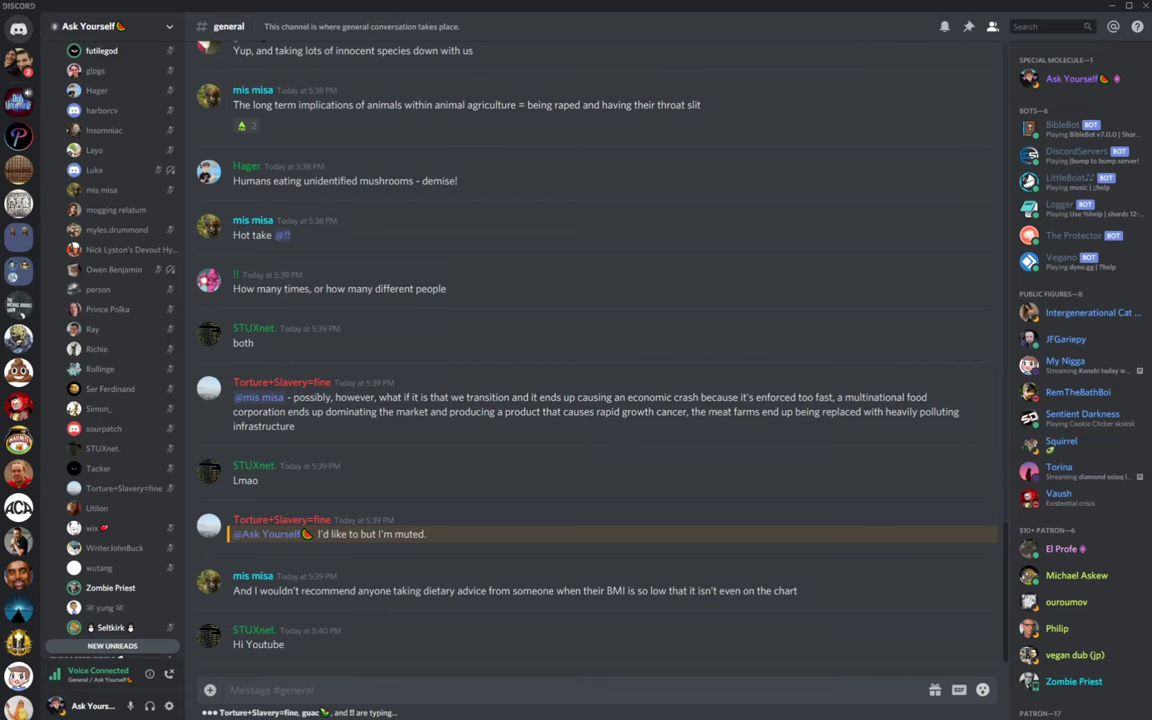 DISCORD
Ask Yourself🍉
futilegod
glpgs
Hager
harborcv
Insomniac
Layo
Luke
mis misa
mogging relatum
myles.drummond
Nick Lyston's Devout Hy...
Owen Benjamin
person
Prince Polka
Ray
Richie
Rollinge
Ser Ferdinand
Simon_
sourpatch
STUXnet.
Tacker
Torture+Slavery=fine
Utilon
wix
WriterJohnBuck
wutang
Zombie Priest
yung
Seltkirk
NEW UNREADS
Voice Connected
General / Ask Yourself🍉
Ask Yours...
# general This channel is where general conversation takes place.
Search
Yup, and taking lots of innocent species down with us
mis misa Today at 5:38 PM
The long term implications of animals within animal agriculture = being raped and having their throat slit
2
Hager Today at 5:38 PM
Humans eating unidentified mushrooms - demise!
mis misa Today at 5:38 PM
Hot take @!!
!! Today at 5:39 PM
How many times, or how many different people
STUXnet. Today at 5:39 PM
both
Torture+Slavery=fine Today at 5:39 PM
@mis misa - possibly, however, what if it is that we transition and it ends up causing an economic crash because it's enforced too fast, a multinational food
corporation ends up dominating the market and producing a product that causes rapid growth cancer, the meat farms end up being replaced with heavily polluting
infrastructure
STUXnet. Today at 5:39 PM
Lmao
Torture+Slavery=fine Today at 5:39 PM
@Ask Yourself🍉 I'd like to but I'm muted.
mis misa Today at 5:39 PM
And I wouldn't recommend anyone taking dietary advice from someone when their BMI is so low that it isn't even on the chart
STUXnet. Today at 5:40 PM
Hi Youtube
Message #general
GIF
Torture+Slavery=fine, guac, and !! are typing...
SPECIAL MOLECULE—1
Ask Yourself🍉
BOTS—6
BibleBot BOT
Playing BibleBot v7.0.0 | Shar...
DiscordServers BOT
Playing !bump to bump server!
LittleBoat♫♪ BOT
Playing music | ;;help
Logger BOT
Playing Use %help | shards 12-...
The Protector BOT
Vegano BOT
Playing dyno.gg | ?help
PUBLIC FIGURES—8
Intergenerational Cat ...
JFGariepy
My Nigga
Streaming Kenshi today w...
RemTheBathBoi
Sentient Darkness
Playing Cookie Clicker sksksk
Squirrel
Torina
Streaming diamond soloq l...
Vaush
Existential crisis
$10+ PATRON—6
El Profe
Michael Askew
ouroumov
Philip
vegan dub (jp)
Zombie Priest
PATRON—17